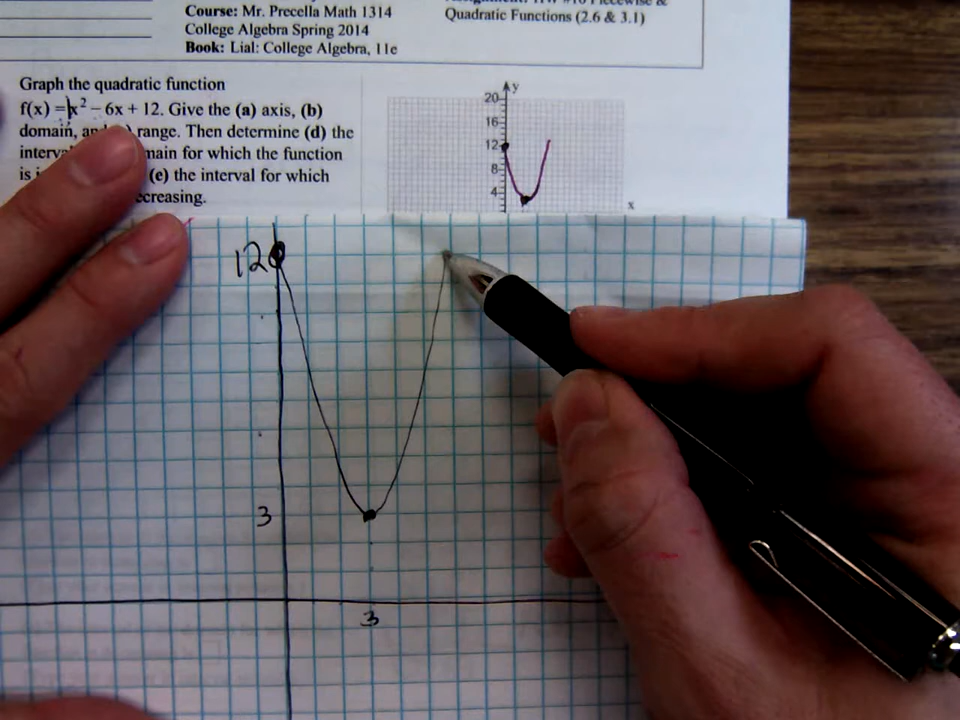 Course: Mr. Precella Math 1314
College Algebra Spring 2014
Book: Lial: College Algebra, 11e
Quadratic Functions (2.6 & 3.1)
Graph the quadratic function
f(x) = x² − 6x + 12. Give the (a) axis, (b)
domain, range. Then determine (d) the
main for which the function
is (e) the interval for which
y
20
16
12
8
4
x
12
3
3